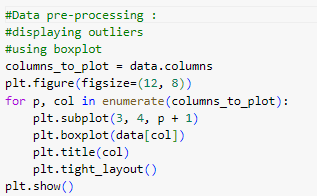 #Data pre-processing :
#displaying outliers
#using boxplot
columns_to_plot = data.columns
plt.figure(figsize=(12, 8))
for p, col in enumerate(columns_to_plot):
    plt.subplot(3, 4, p + 1)
    plt.boxplot(data[col])
    plt.title(col)
    plt.tight_layout()
plt.show()